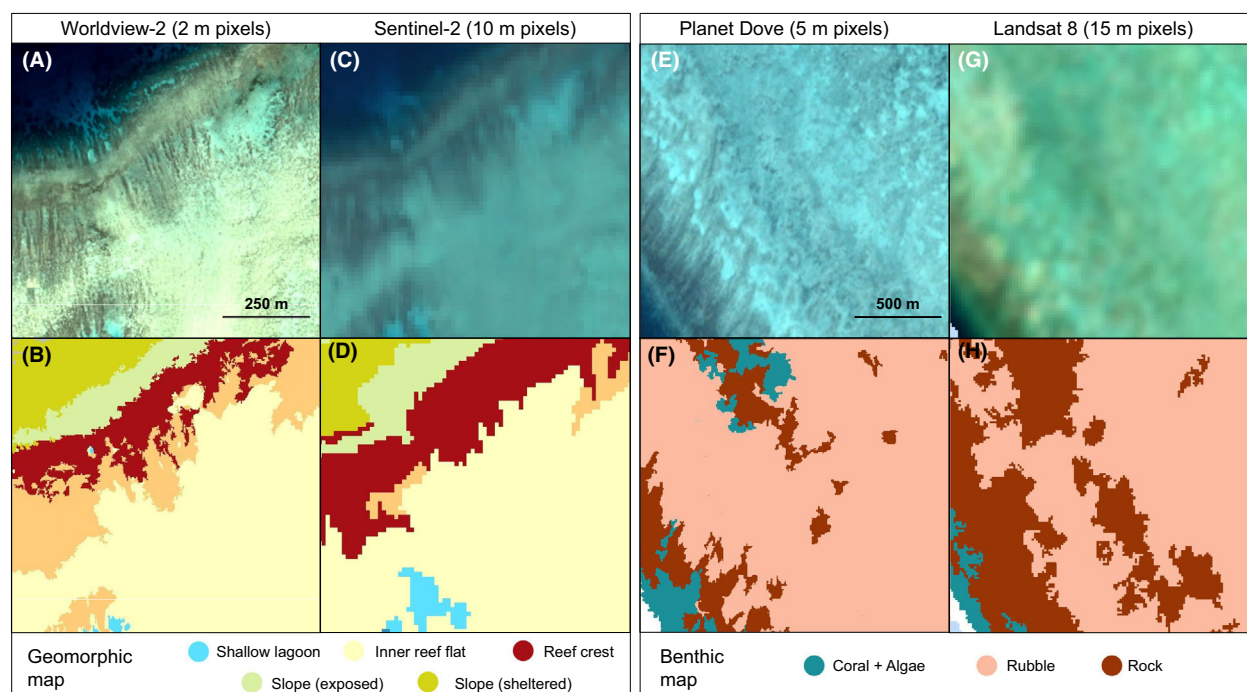 Worldview-2 (2 m pixels)
Sentinel-2 (10 m pixels)
Planet Dove (5 m pixels)
Landsat 8 (15 m pixels)
(A)
(C)
(E)
(G)
250 m
500 m
(B)
(D)
(F)
(H)
Geomorphic
map
Shallow lagoon
Inner reef flat
Reef crest
Slope (exposed)
Slope (sheltered)
Benthic
map
Coral + Algae
Rubble
Rock